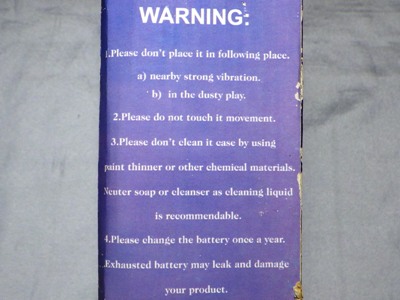 WARNING:
1.Please don't place it in following place.
a) nearby strong vibration.
b) in the dusty play.
2.Please do not touch it movement.
3.Please don't clean it case by using
paint thinner or other chemical materials.
Neuter soap or cleanser as cleaning liquid
is recommendable.
4.Please change the battery once a year.
Exhausted battery may leak and damage
your product.